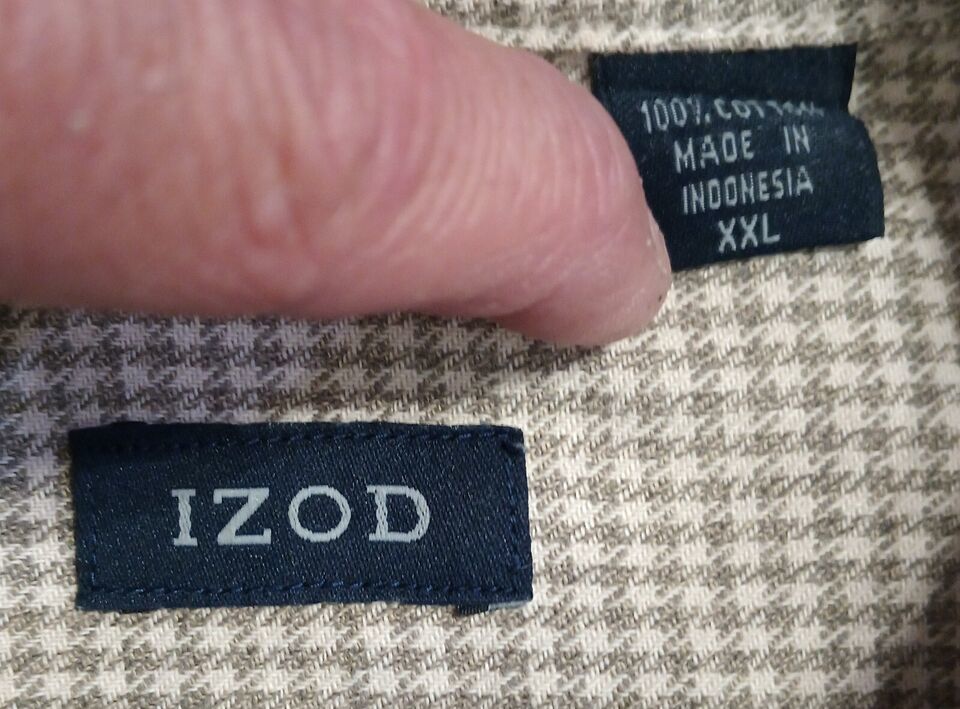 100% COTTON
MADE IN
INDONESIA
XXL
IZOD